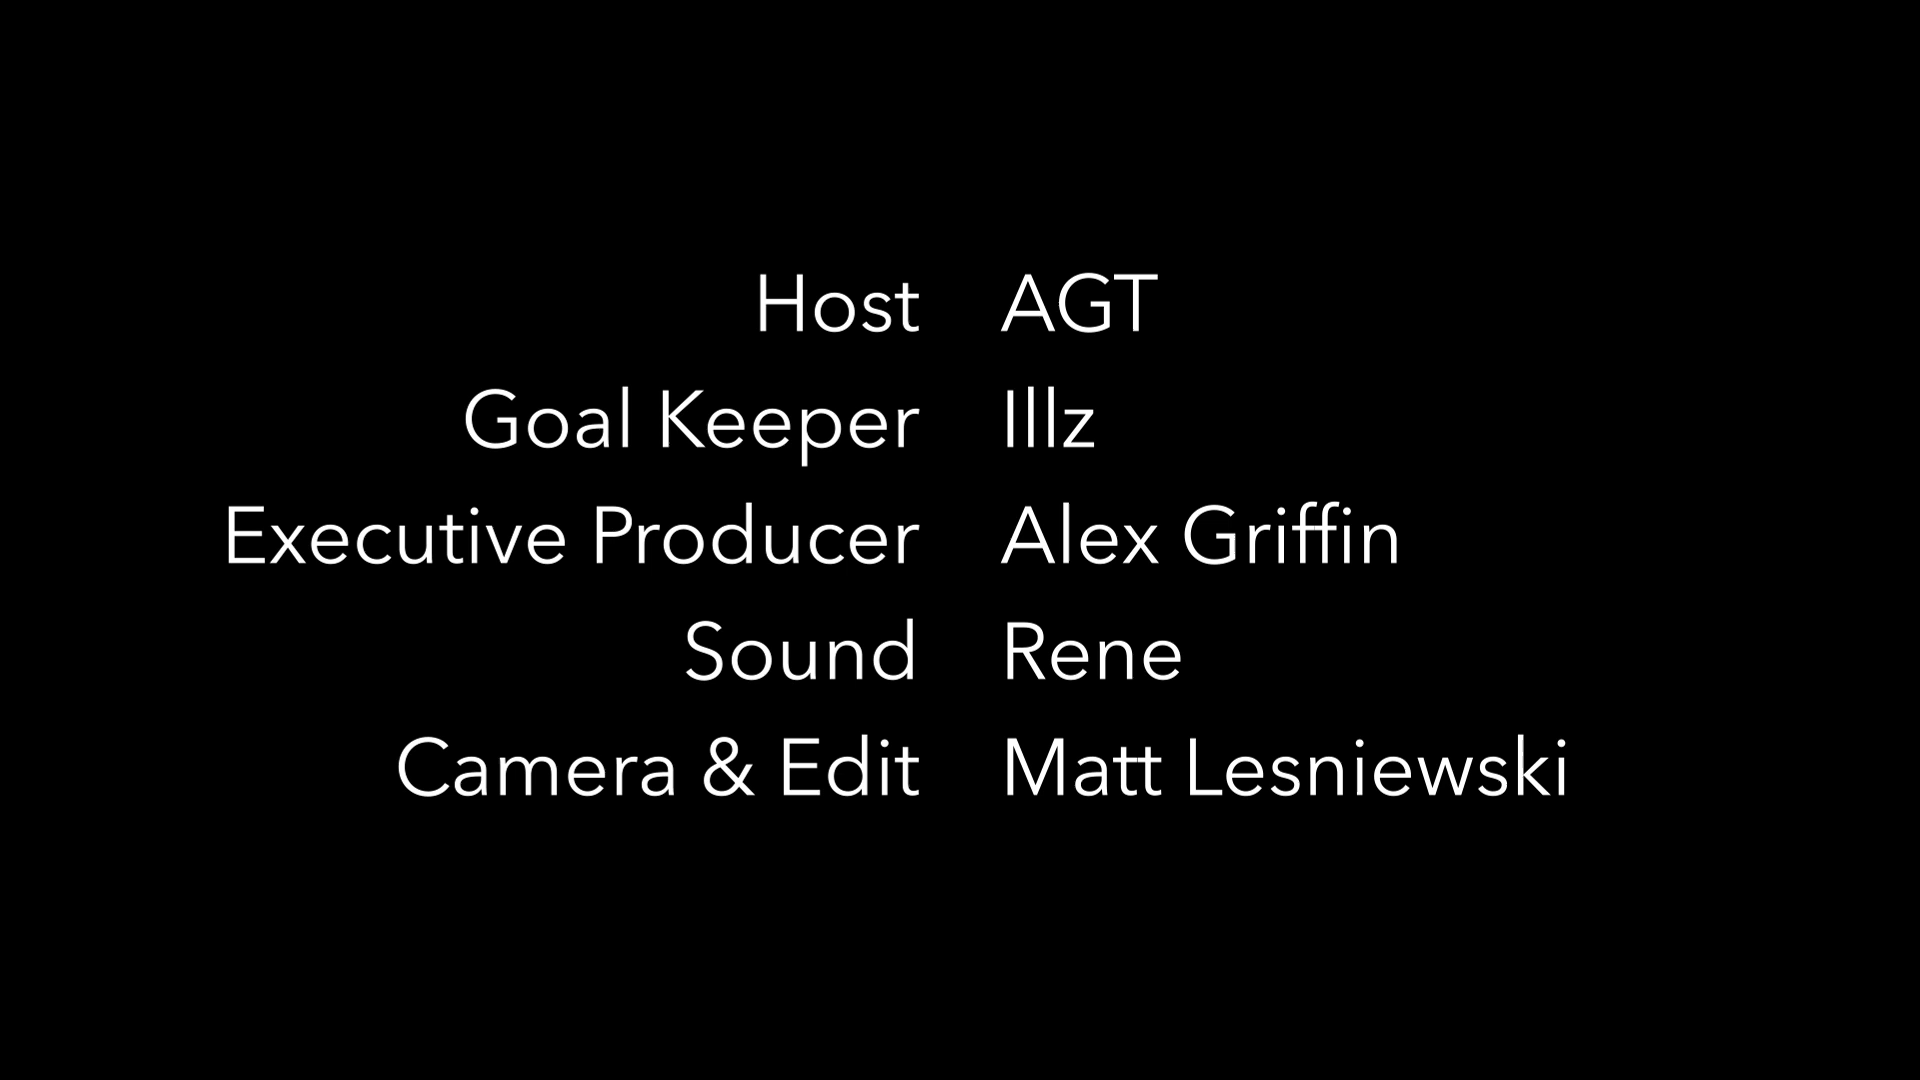 Host AGT
Goal Keeper Illz
Executive Producer Alex Griffin
Sound Rene
Camera & Edit Matt Lesniewski